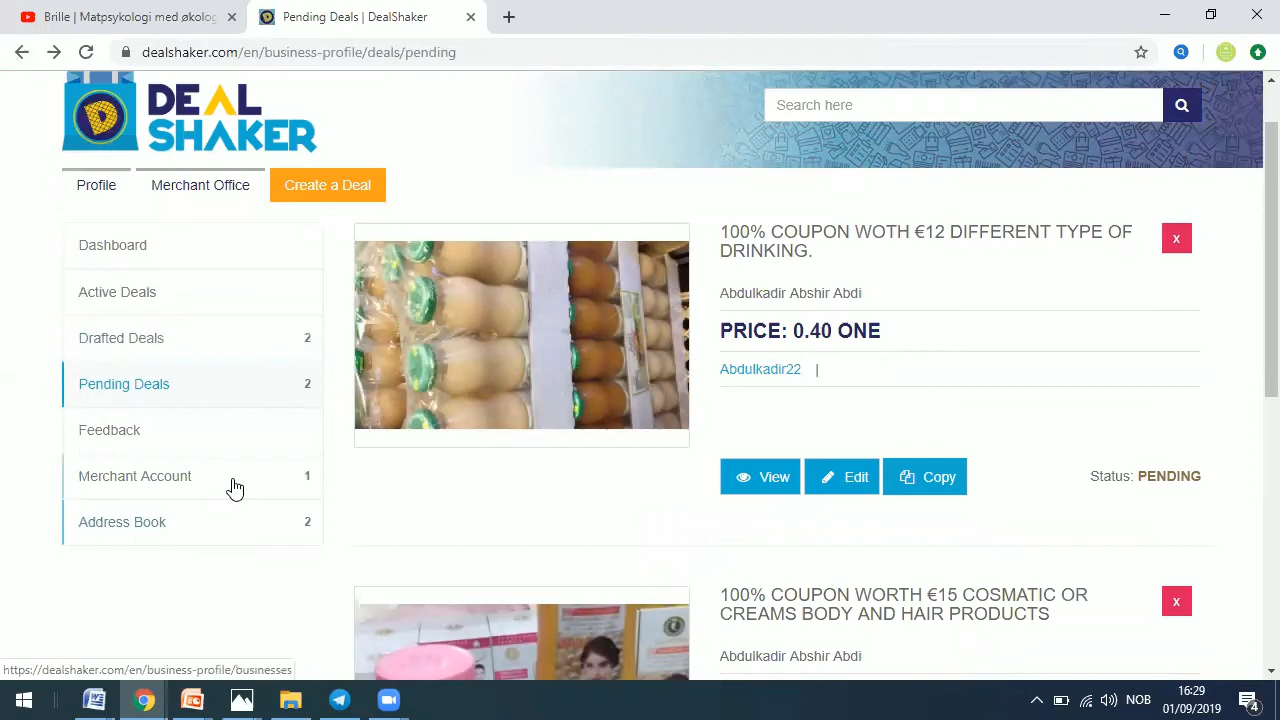 Brille | Matpsykologi med økolog
Pending Deals | DealShaker
dealshaker.com/en/business-profile/deals/pending
DEAL
SHAKER
Search here
Profile
Merchant Office
Create a Deal
Dashboard
Active Deals
Drafted Deals 2
Pending Deals 2
Feedback
Merchant Account 1
Address Book 2
100% COUPON WOTH €12 DIFFERENT TYPE OF
DRINKING.
x
Abdulkadir Abshir Abdi
PRICE: 0.40 ONE
Abdulkadir22 |
View
Edit
Copy
Status: PENDING
100% COUPON WORTH €15 COSMATIC OR
CREAMS BODY AND HAIR PRODUCTS
x
Abdulkadir Abshir Abdi
https://dealshaker.com/en/business-profile/businesses
NOB
16:29
01/09/2019
4